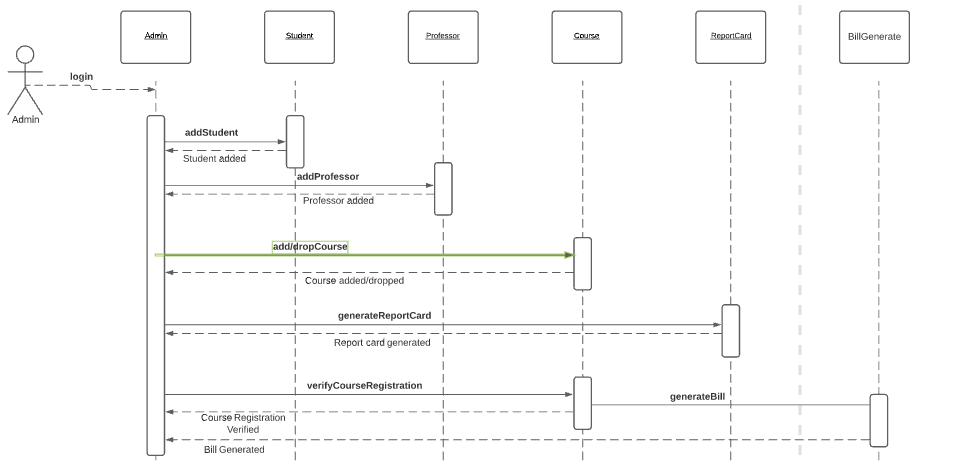 Admin
Student
Professor
Course
ReportCard
BillGenerate
login
Admin
addStudent
Student added
addProfessor
Professor added
add/dropCourse
Course added/dropped
generateReportCard
Report card generated
verifyCourseRegistration
generateBill
Course Registration
Verified
Bill Generated